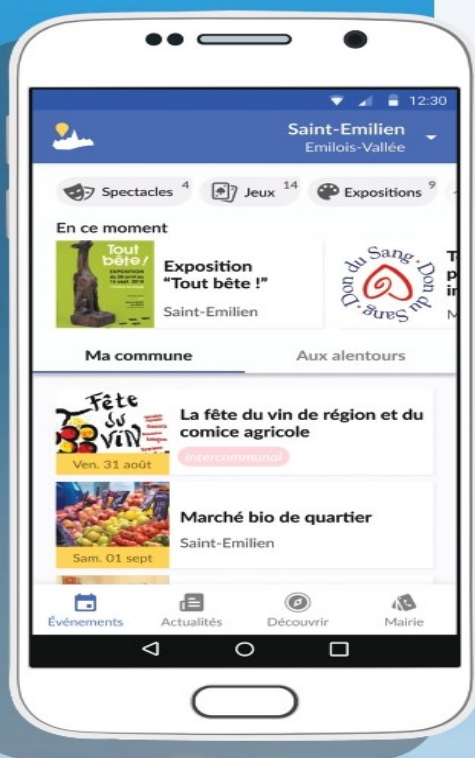 12:30
Saint-Emilien
Emilois-Vallée
Spectacles 4
Jeux 14
Expositions 9
En ce moment
Tout
bête !
EXPOSITION
Exposition
“Tout bête !”
Saint-Emilien
Don du Sang · Don du Sang
T
p
ir
M
Ma commune
Aux alentours
Fête
du
VIN
Ven. 31 août
La fête du vin de région et du
comice agricole
intercommunal
Sam. 01 sept
Marché bio de quartier
Saint-Emilien
Événements
Actualités
Découvrir
Mairie